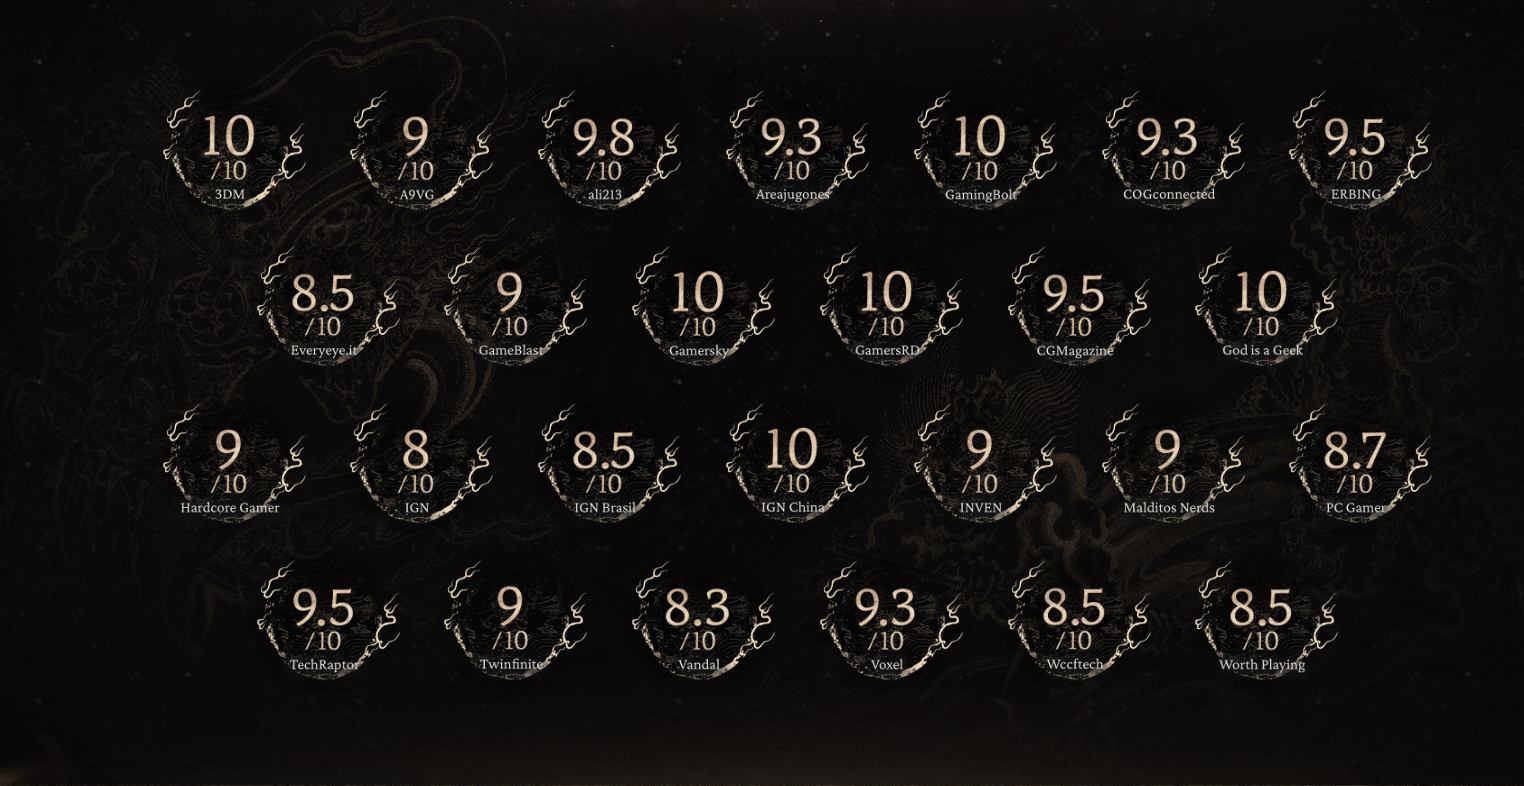 10 9 9.8 9.3 10 9.3 9.5
/10 /10 /10 /10 /10 /10 /10
3DM A9VG ali213 Areajugones GamingBolt COGconnected ERBING
8.5 9 10 10 9.5 10
/10 /10 /10 /10 /10 /10
Everyeye.it GameBlast Gamersky GamersRD CGMagazine God is a Geek
9 8 8.5 10 9 9 8.7
/10 /10 /10 /10 /10 /10 /10
Hardcore Gamer IGN IGN Brasil IGN China INVEN Malditos Nerds PC Gamer
9.5 9 8.3 9.3 8.5 8.5
/10 /10 /10 /10 /10 /10
TechRaptor Twinfinite Vandal Voxel Wccftech Worth Playing